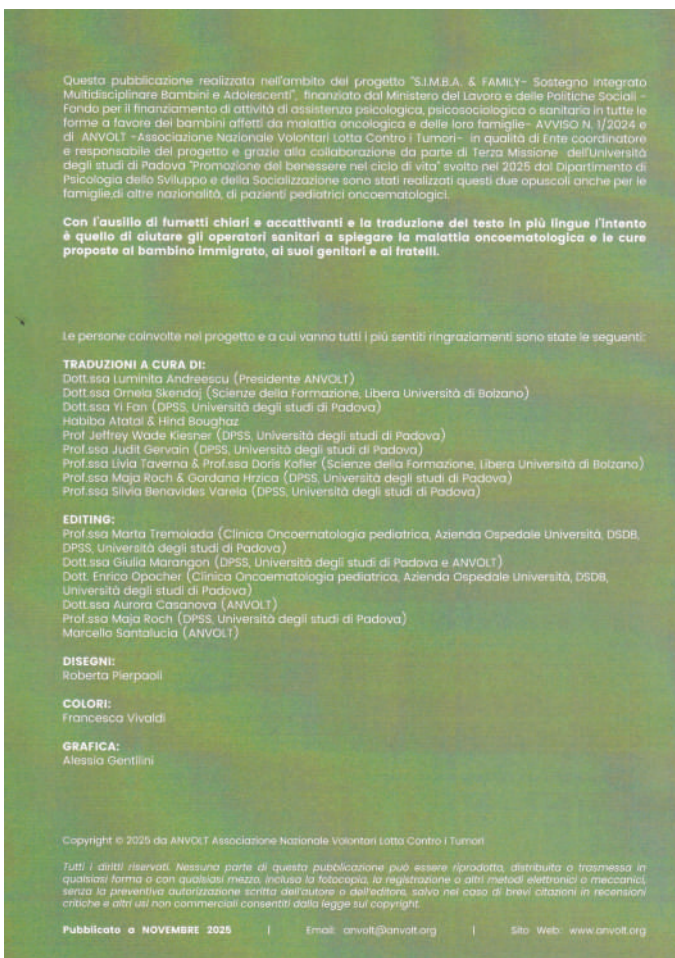 Questa pubblicazione realizzata nell'ambito del progetto "S.I.M.B.A. & FAMILY- Sostegno Integrato
Multidisciplinare Bambini e Adolescenti", finanziato dal Ministero del Lavoro e delle Politiche Sociali -
Fondo per il finanziamento di attività di assistenza psicologica, psicosociologica o sanitaria in tutte le
forme a favore dei bambini affetti da malattia oncologica e delle loro famiglie- AVVISO N. 1/2024 e
di ANVOLT -Associazione Nazionale Volontari Lotta Contro i Tumori- in qualità di Ente coordinatore
e responsabile del progetto e grazie alla collaborazione da parte di Terza Missione dell'Università
degli studi di Padova "Promozione del benessere nel ciclo di vita" svolto nel 2025 dal Dipartimento di
Psicologia dello Sviluppo e della Socializzazione sono stati realizzati questi due opuscoli anche per le
famiglie,di altre nazionalità, di pazienti pediatrici oncoematologici.
Con l'ausilio di fumetti chiari e accattivanti e la traduzione del testo in più lingue l'intento
è quello di aiutare gli operatori sanitari a spiegare la malattia oncoematologica e le cure
proposte al bambino immigrato, ai suoi genitori e ai fratelli.
Le persone coinvolte nel progetto e a cui vanna tutti i più sentiti ringraziamenti sono state le seguenti:
TRADUZIONI A CURA DI:
Dott.ssa Luminita Andreescu (Presidente ANVOLT)
Dott.ssa Ornela Skendaj (Scienze della Formazione, Libera Università di Bolzano)
Dott.ssa Yi Fan (DPSS, Università degli studi di Padova)
Habiba Atatai & Hind Boughaz
Prof Jeffrey Wade Kiesner (DPSS, Università degli studi di Padova)
Prof.ssa Judit Gervain (DPSS, Università degli studi di Padova)
Prof.ssa Livia Taverna & Prof.ssa Doris Kofler (Scienze della Formazione, Libera Università di Bolzano)
Prof.ssa Maja Roch & Gordana Hrzica (DPSS, Università degli studi di Padova)
Prof.ssa Silvia Benavides Varela (DPSS, Università degli studi di Padova)
EDITING:
Prof.ssa Marta Tremolada (Clinica Oncoematologia pediatrica, Azienda Ospedale Università, DSDB,
DPSS, Università degli studi di Padova)
Dott.ssa Giulia Marangon (DPSS, Università degli studi di Padova e ANVOLT)
Dott. Enrico Opocher (Clinica Oncoematologia pediatrica, Azienda Ospedale Università, DSDB,
Università degli studi di Padova)
Dott.ssa Aurora Casanova (ANVOLT)
Prof.ssa Maja Roch (DPSS, Università degli studi di Padova)
Marcello Santalucia (ANVOLT)
DISEGNI:
Roberta Pierpaoli
COLORI:
Francesca Vivaldi
GRAFICA:
Alessia Gentilini
Copyright © 2025 da ANVOLT Associazione Nazionale Volontari Lotta Contro i Tumori
Tutti i diritti riservati. Nessuna parte di questa pubblicazione può essere riprodotta, distribuita o trasmessa in
qualsiasi forma o con qualsiasi mezzo, inclusa la fotocopia, la registrazione o altri metodi elettronici o meccanici,
senza la preventiva autorizzazione scritta dell'autore o dell'editore, salvo nel caso di brevi citazioni in recensioni
critiche e altri usi non commerciali consentiti dalla legge sul copyright.
Pubblicato a NOVEMBRE 2025 | Email: anvolt@anvolt.org | Sito Web: www.anvolt.org